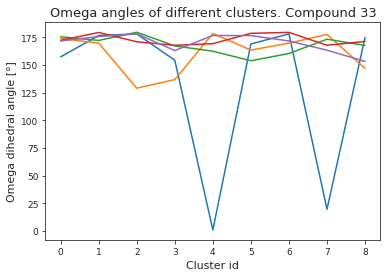 Omega angles of different clusters. Compound 33
Omega dihedral angle [°]
175
150
125
100
75
50
25
0
0 1 2 3 4 5 6 7 8
Cluster id